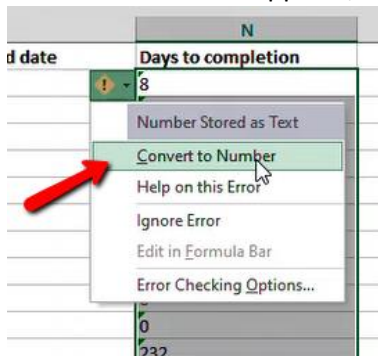 N
d date
Days to completion
8
Number Stored as Text
Convert to Number
Help on this Error
Ignore Error
Edit in Formula Bar
Error Checking Options...
0
232